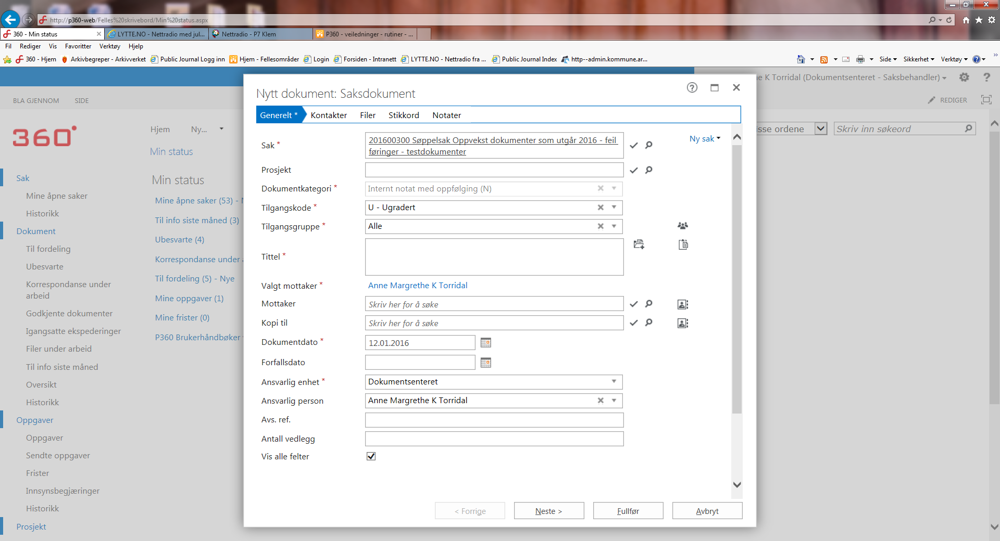 http://p360-web/Felles%20skrivebord/Min%20status.aspx
360 - Min status
LYTTE.NO - Nettradio med jul...
Nettradio - P7 Klem
P360 - veiledninger - rutiner - ...
Fil Rediger Vis Favoritter Verktøy Hjelp
360 - Hjem
Arkivbegreper - Arkivverket
Public Journal Logg inn
Hjem - Fellesområder
Login
Forsiden - Intranett
LYTTE.NO - Nettradio fra ...
Public Journal Index
http--admin.kommune.ar...
Side
Sikkerhet
Verktøy
e K Torridal (Dokumentsenteret - Saksbehandler)
BLA GJENNOM SIDE
REDIGER
360°
Hjem Ny...
Min status
isse ordene
Skriv inn søkeord
Sak
Mine åpne saker
Historikk
Dokument
Til fordeling
Ubesvarte
Korrespondanse under
arbeid
Godkjente dokumenter
Igangsatte ekspederinger
Filer under arbeid
Til info siste måned
Oversikt
Historikk
Oppgaver
Oppgaver
Sendte oppgaver
Frister
Innsynsbegjæringer
Historikk
Prosjekt
Min status
Mine åpne saker (53) -
Til info siste måned (3)
Ubesvarte (4)
Korrespondanse under
Til fordeling (5) - Nye
Mine oppgaver (1)
Mine frister (0)
P360 Brukerhåndbøker
Nytt dokument: Saksdokument
Generelt * Kontakter Filer Stikkord Notater
Sak *
201600300 Søppelsak Oppvekst dokumenter som utgår 2016 - feil
føringer - testdokumenter
Ny sak
Prosjekt
Dokumentkategori * Internt notat med oppfølging (N)
Tilgangskode * U - Ugradert
Tilgangsgruppe * Alle
Tittel *
Valgt mottaker * Anne Margrethe K Torridal
Mottaker Skriv her for å søke
Kopi til Skriv her for å søke
Dokumentdato * 12.01.2016
Forfallsdato
Ansvarlig enhet * Dokumentsenteret
Ansvarlig person Anne Margrethe K Torridal
Avs. ref.
Antall vedlegg
Vis alle felter
< Forrige Neste > Fullfør Avbryt